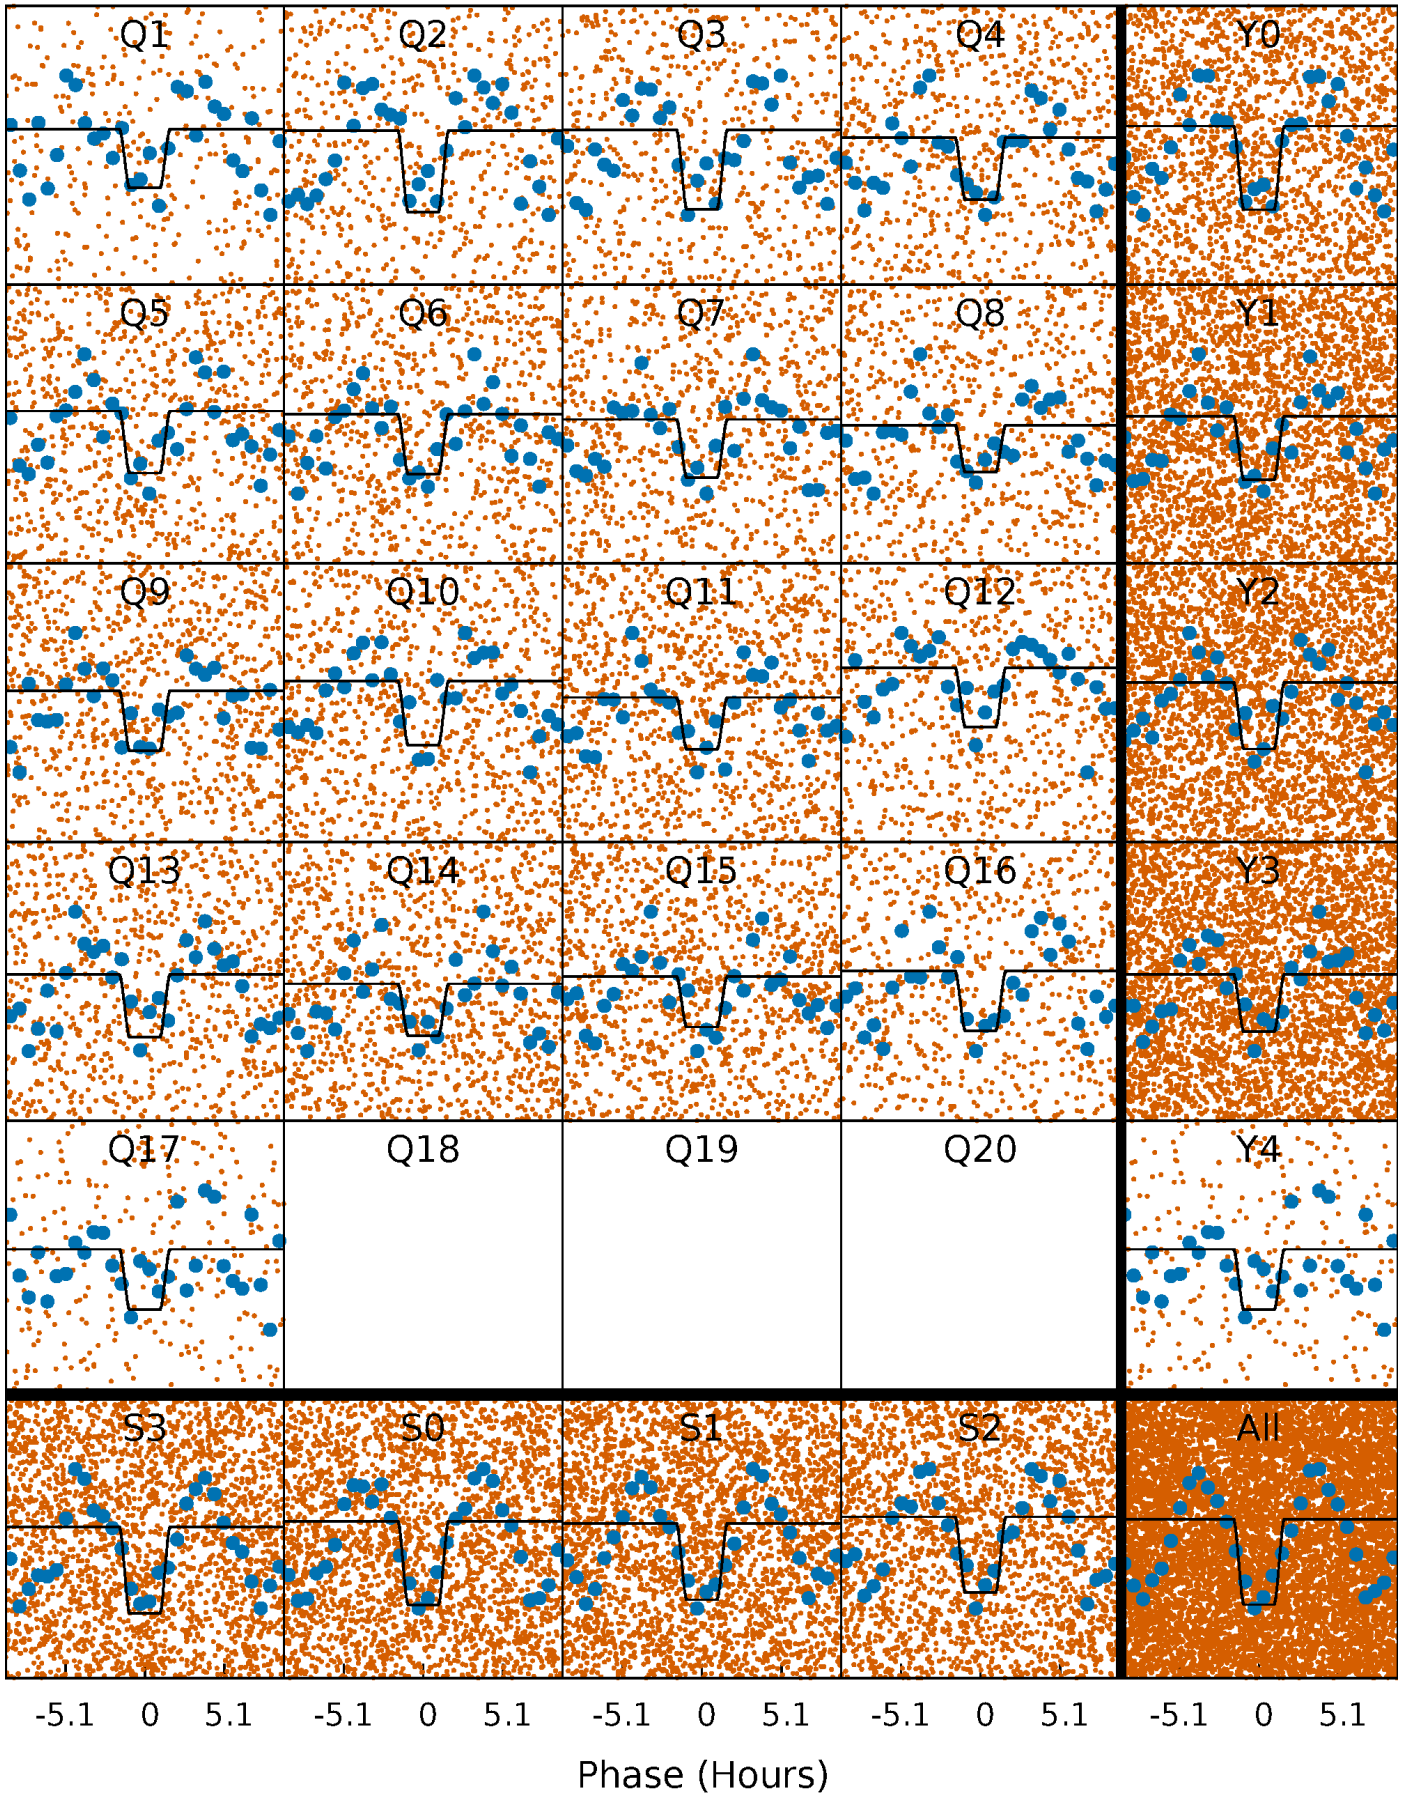 Q1 Q2 Q3 Q4 Y0
Q5 Q6 Q7 Q8 Y1
Q9 Q10 Q11 Q12 Y2
Q13 Q14 Q15 Q16 Y3
Q17 Q18 Q19 Q20 Y4
S3 S0 S1 S2 All
-5.1 0 5.1 -5.1 0 5.1 -5.1 0 5.1 -5.1 0 5.1 -5.1 0 5.1
Phase (Hours)